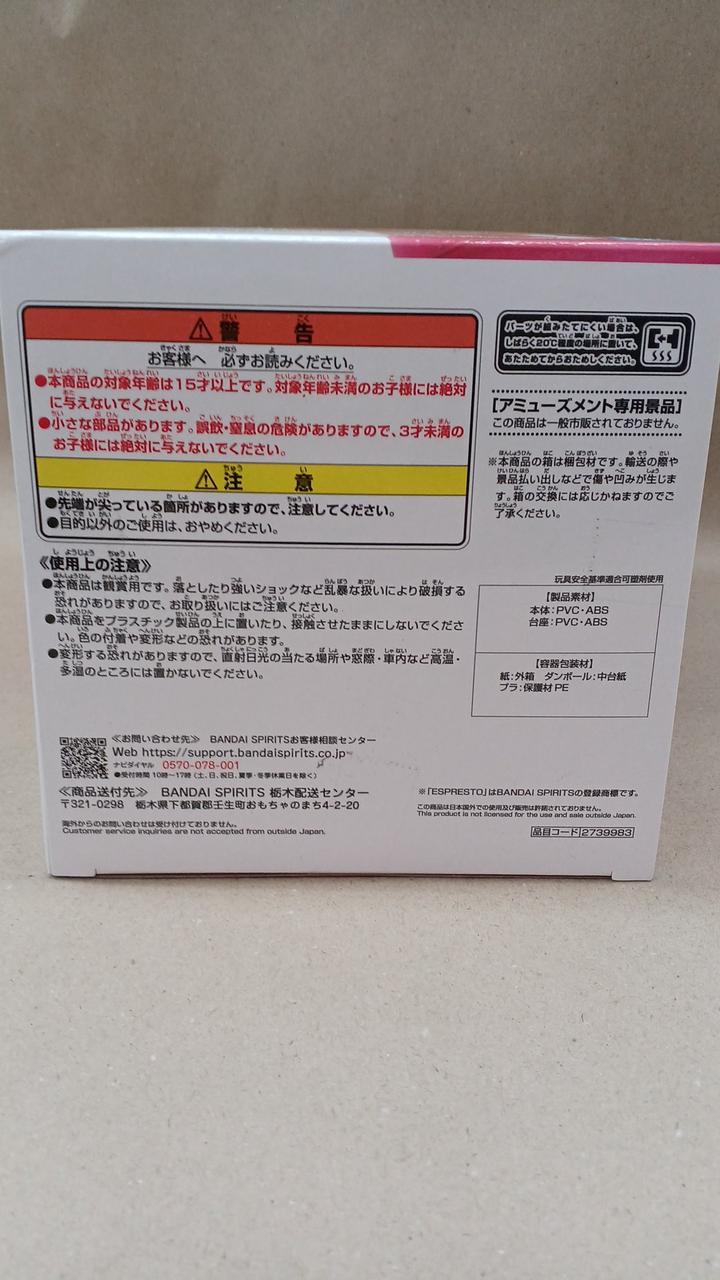 ⚠警告
お客様へ 必ずお読みください。
●本商品の対象年齢は15才以上です。対象年齢未満のお子様には絶対
に与えないでください。
●小さな部品があります。誤飲・窒息の危険がありますので、3才未満の
お子様には絶対に与えないでください。
⚠注意
●先端が尖っている箇所がありますので、注意してください。
●目的以外のご使用は、おやめください。
《使用上の注意》
●本商品は観賞用です。落としたり強いショックなど乱暴な扱いにより破損する
恐れがありますので、お取り扱いにはご注意ください。
●本商品をプラスチック製品の上に置いたり、接触させたままにしないでくださ
い。色の付着や変形などの恐れがあります。
●変形する恐れがありますので、直射日光の当たる場所や窓際・車内など高温・
多湿のところには置かないでください。
≪お問い合わせ先≫ BANDAI SPIRITSお客様相談センター
Web https://support.bandaispirits.co.jp
ナビダイヤル 0570-078-001
●受付時間 10時〜17時(土、日、祝日、夏季・冬季休業日を除く)
≪商品送付先≫ BANDAI SPIRITS 栃木配送センター
〒321-0298 栃木県下都賀郡壬生町おもちゃのまち4-2-20
海外からのお問い合わせは受け付けておりません。
Customer service inquiries are not accepted from outside Japan.
パーツが組みたてにくい場合は、
しばらく20℃程度の場所に置いて、
あたためてからおためしください。
[アミューズメント専用景品]
この商品は一般市販されておりません。
※本商品の箱は梱包材です。輸送の際や
景品払い出しなどで傷や凹みが生じま
す。箱の交換には応じかねますのでご
了承ください。
玩具安全基準適合可塑剤使用
【製品素材】
本体:PVC・ABS
台座:PVC・ABS
【容器包装材】
紙:外箱 ダンボール:中台紙
プラ:保護材 PE
※「ESPRESTO」はBANDAI SPIRITSの登録商標です。
この商品は日本国外での使用及び販売は許諾されておりません。
This product is not licensed for the use and sale outside Japan.
品目コード 2739983